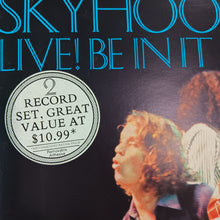 SKYHOO
LIVE! BE IN IT
2
RECORD
SET, GREAT
VALUE AT
$10.99*